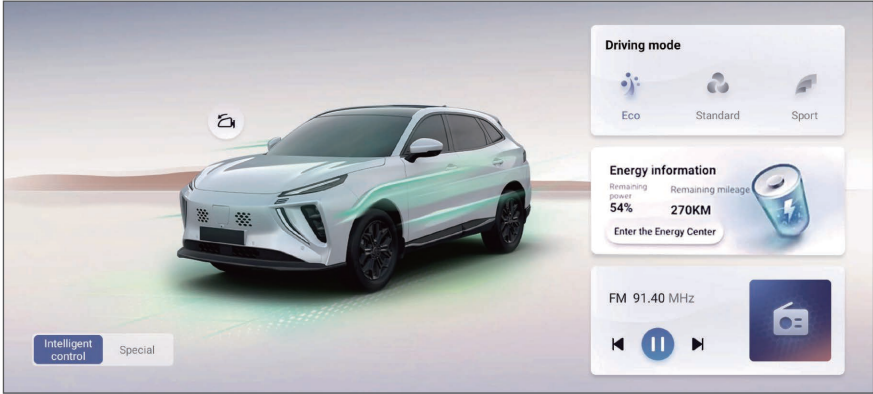 Driving mode
Eco
Standard
Sport
Energy information
Remaining
power
Remaining mileage
54%
270KM
Enter the Energy Center
FM 91.40 MHz
Intelligent
control
Special